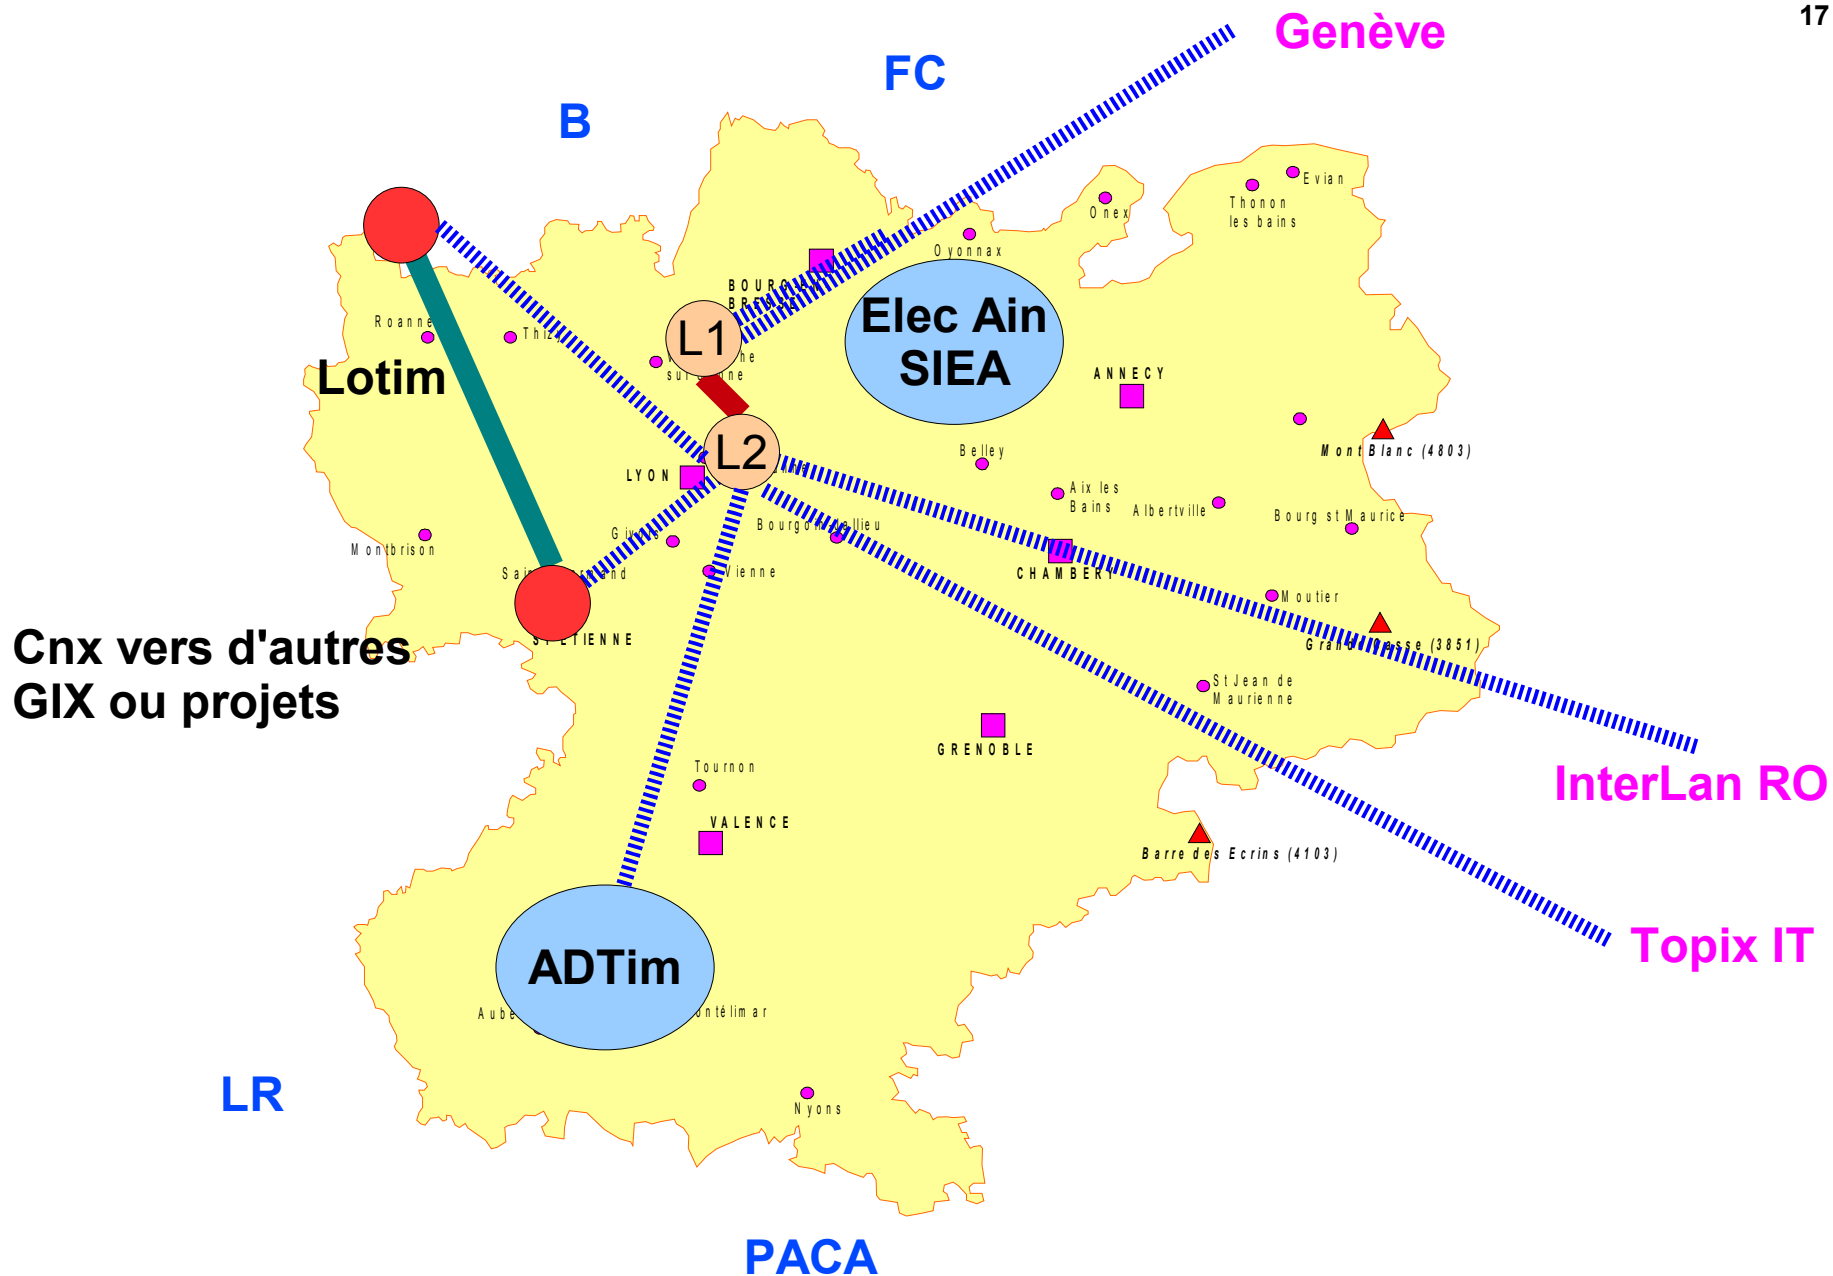 17
Genève
FC
B
Evian
Thonon
les bains
Onex
Oyonnax
BOURG
Elec Ain
SIEA
L1
Roanne
Lotim
sur
ANNECY
Mont Blanc (4803)
L2
LYON
Belley
Aix les
Bains
Albertville
Bourg st Maurice
Montbrison
Vienne
CHAMBERY
Moutier
Cnx vers d'autres
GIX ou projets
(3851)
St Jean de
Maurienne
GRENOBLE
InterLan RO
Tournon
VALENCE
Barre des Ecrins (4103)
Topix IT
ADTim
LR
Nyons
PACA